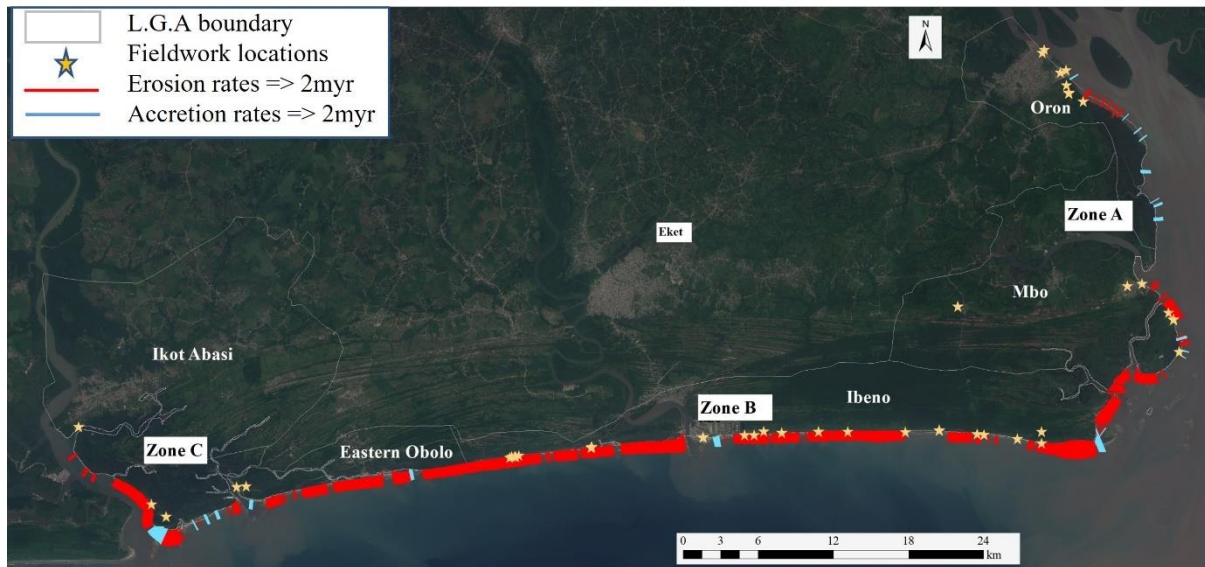 L.G.A boundary
Fieldwork locations
Erosion rates => 2myr
Accretion rates => 2myr
N
Oron
Zone A
Eket
Mbo
Ikot Abasi
Ibeno
Zone B
Zone C
Eastern Obolo
0 3 6 12 18 24
km